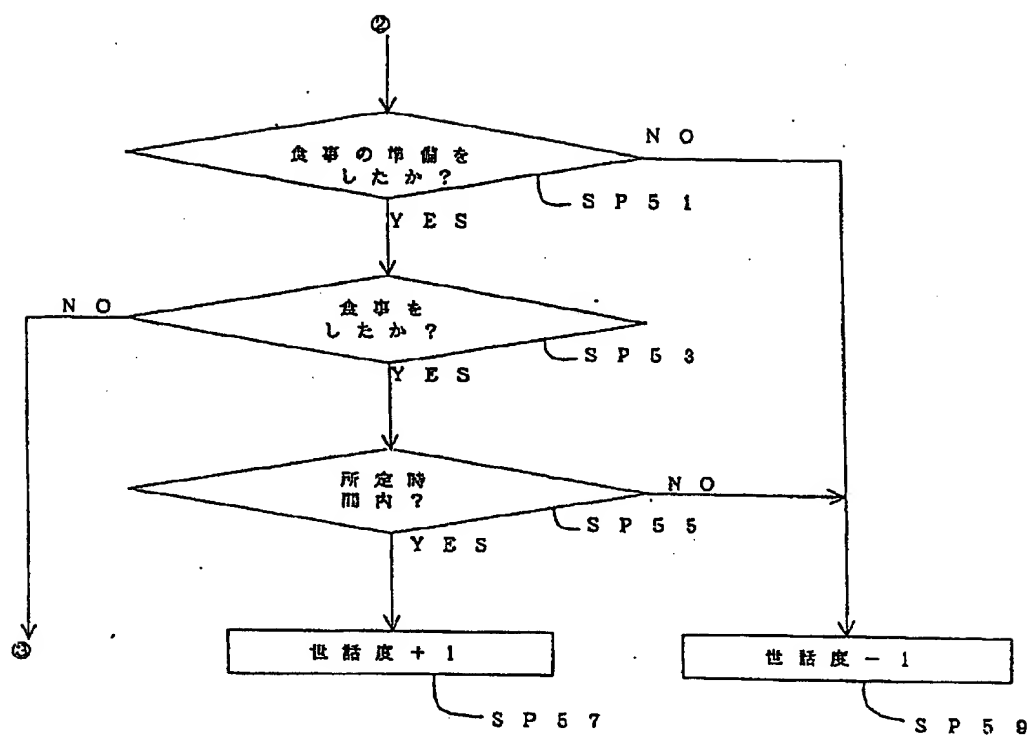 ②
食事の準備を
したか？
NO
SP51
YES
食事を
したか？
NO
SP53
YES
所定時
間内？
NO
SP55
YES
③
世話度＋1
世話度－1
SP57
SP59